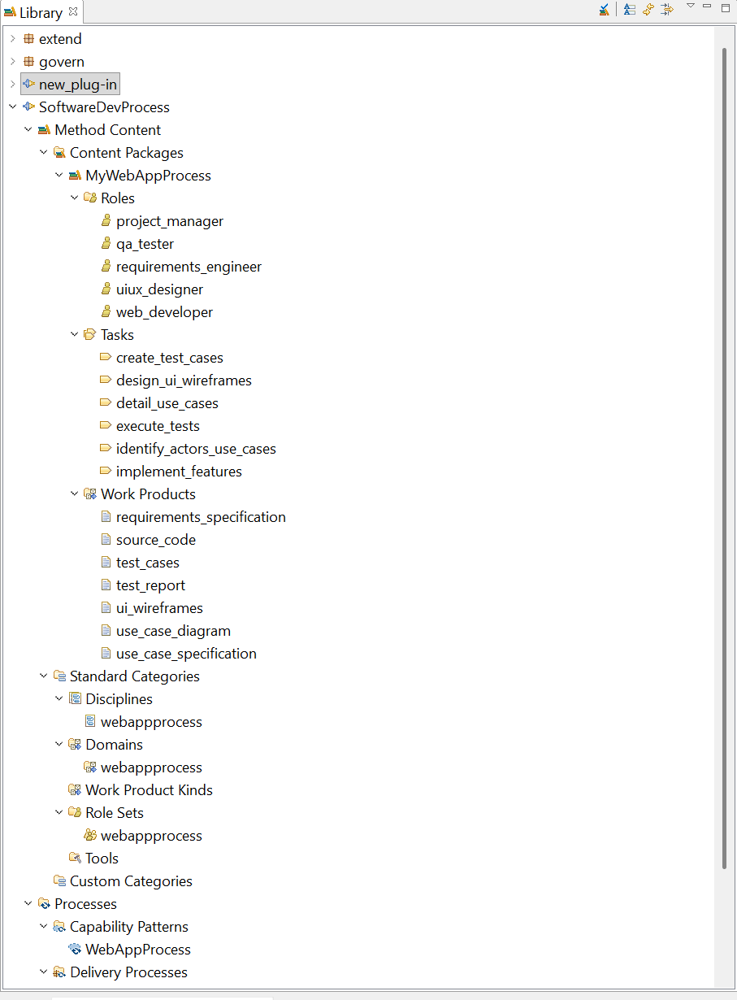 Library
extend
govern
new_plug-in
SoftwareDevProcess
Method Content
Content Packages
MyWebAppProcess
Roles
project_manager
qa_tester
requirements_engineer
uiux_designer
web_developer
Tasks
create_test_cases
design_ui_wireframes
detail_use_cases
execute_tests
identify_actors_use_cases
implement_features
Work Products
requirements_specification
source_code
test_cases
test_report
ui_wireframes
use_case_diagram
use_case_specification
Standard Categories
Disciplines
webappprocess
Domains
webappprocess
Work Product Kinds
Role Sets
webappprocess
Tools
Custom Categories
Processes
Capability Patterns
WebAppProcess
Delivery Processes